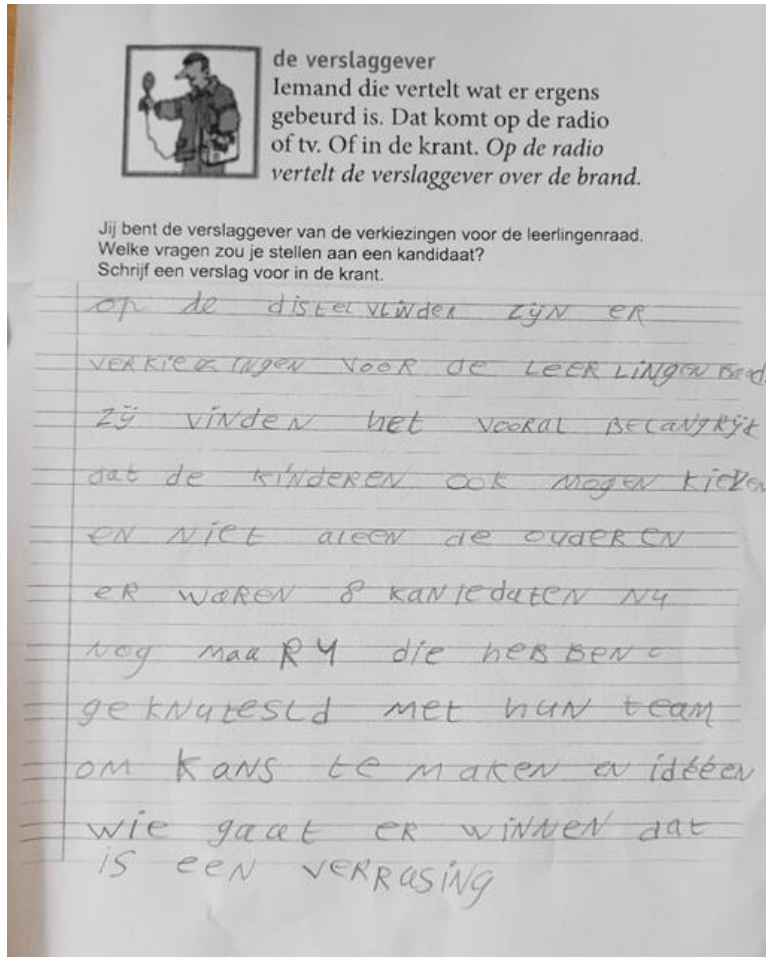 de verslaggever
Iemand die vertelt wat er ergens
gebeurd is. Dat komt op de radio
of tv. Of in de krant. Op de radio
vertelt de verslaggever over de brand.
Jij bent de verslaggever van de verkiezingen voor de leerlingenraad.
Welke vragen zou je stellen aan een kandidaat?
Schrijf een verslag voor in de krant.
op de distelvlinder zijn er
verkiezingen voor de leerlingen
zij vinden het vooral belangrijk
dat de kinderen ook mogen kiezen
en niet aleen de ouderen
er waren 8 kaniedaten nu
nog maar 4 die hebben
met hun team
om kans te maken en idééen
wie gaat er winnen dat
is een verrasing